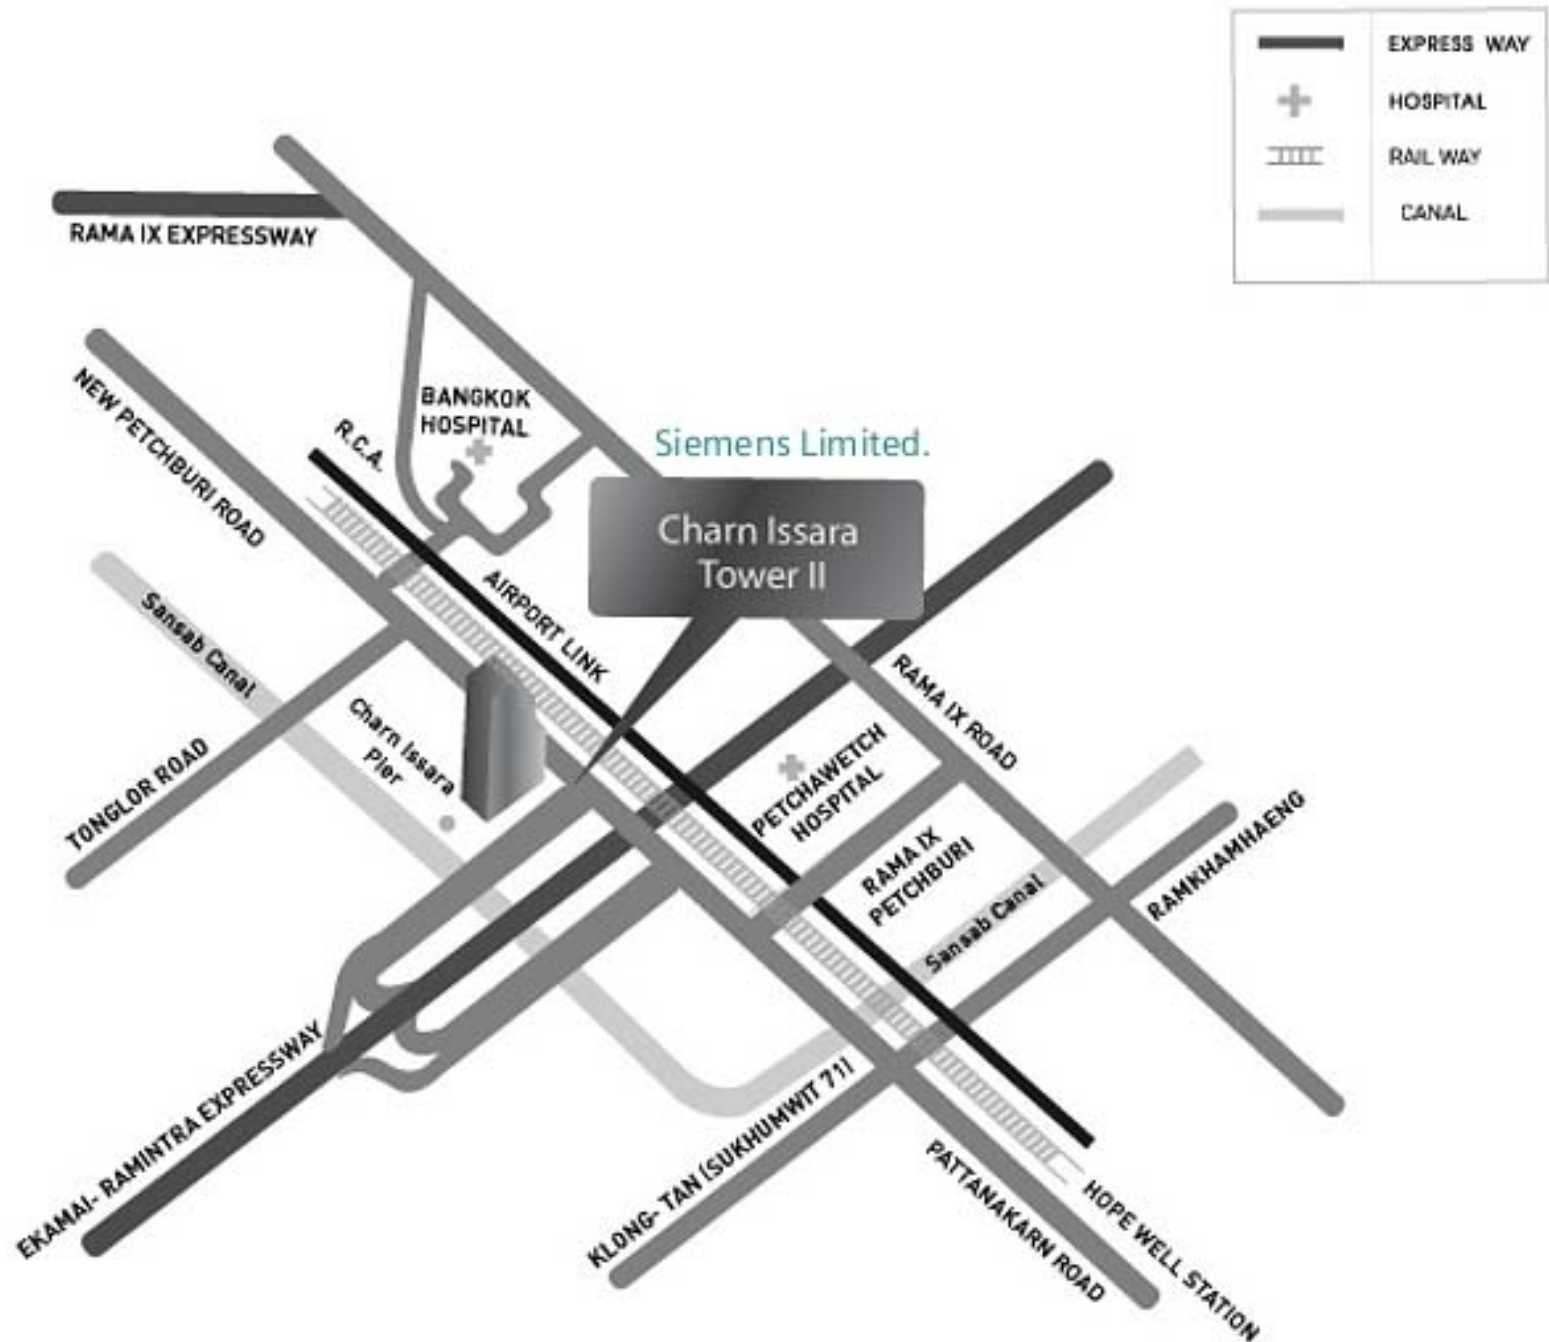 EXPRESS WAY
HOSPITAL
RAIL WAY
CANAL
RAMA IX EXPRESSWAY
NEW PETCHBURI ROAD
R.C.A.
BANGKOK
HOSPITAL
Siemens Limited.
Charn Issara
Tower II
AIRPORT LINK
Sansab Canal
Charn Issara
Pier
TONGLOR ROAD
RAMA IX ROAD
PETCHAWETCH
HOSPITAL
RAMA IX
PETCHBURI
Sansab Canal
RAMKHAMHAENG
EKAMAI- RAMINTRA EXPRESSWAY
KLONG- TAN (SUKHUMWIT 71)
PATTANAKARN ROAD
HOPE WELL STATION